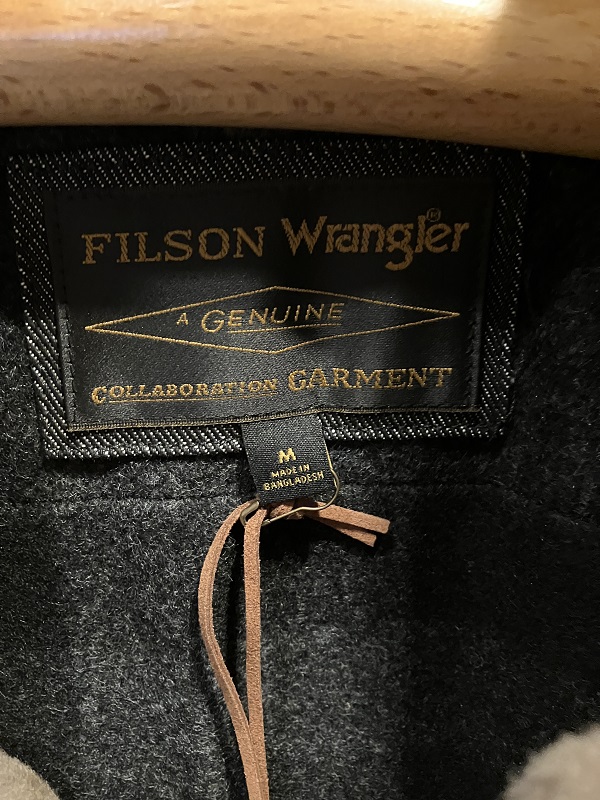 FILSON Wrangler®
A GENUINE
COLLABORATION GARMENT
M
MADE IN
BANGLADESH